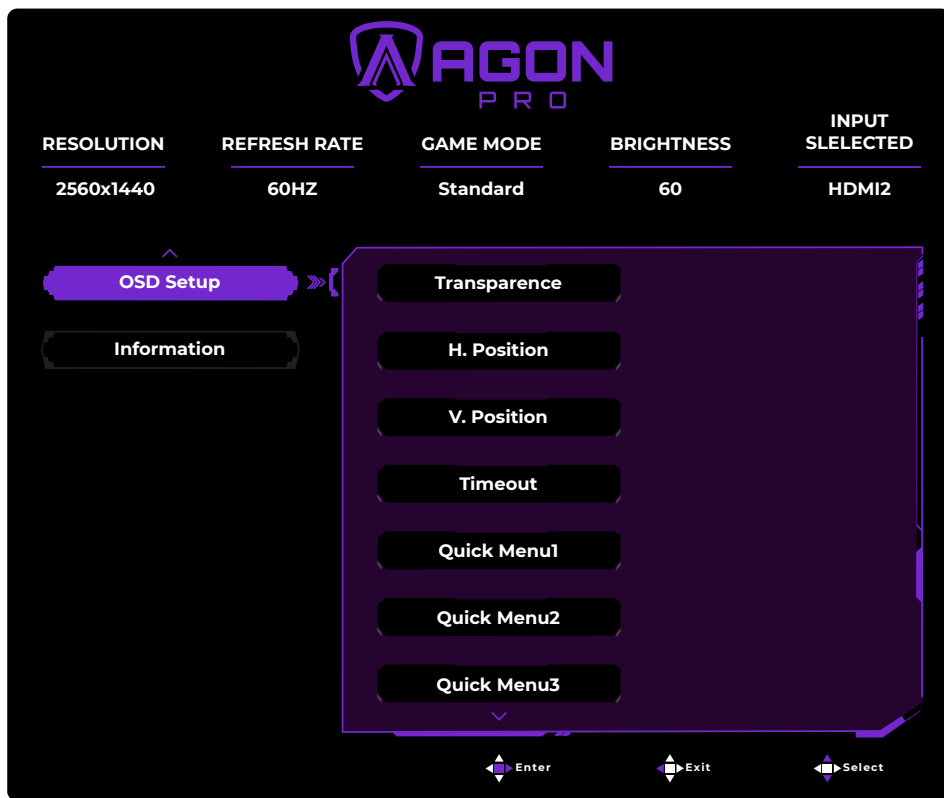 AGON
PRO
RESOLUTION
REFRESH RATE
GAME MODE
BRIGHTNESS
INPUT
SLELECTED
2560x1440
60HZ
Standard
60
HDMI2
OSD Setup
Information
Transparence
H. Position
V. Position
Timeout
Quick Menu1
Quick Menu2
Quick Menu3
Enter
Exit
Select